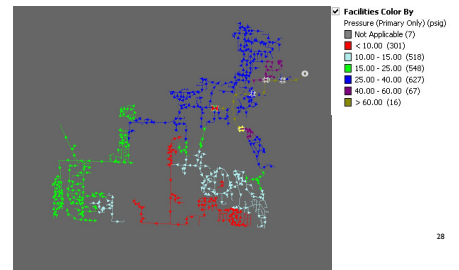 Facilities Color By
Pressure (Primary Only) (psig)
Not Applicable (7)
< 10.00 (301)
10.00 - 15.00 (518)
15.00 - 25.00 (548)
25.00 - 40.00 (627)
40.00 - 60.00 (67)
> 60.00 (16)
28